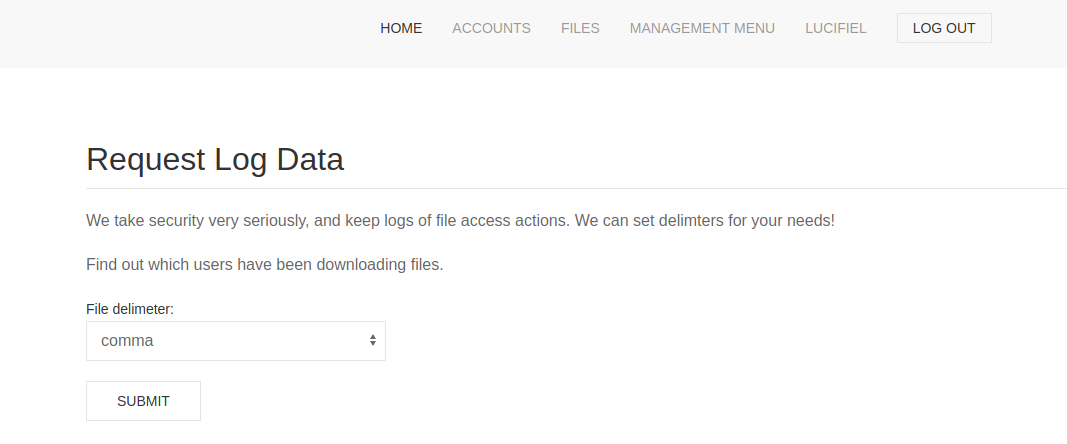 HOME ACCOUNTS FILES MANAGEMENT MENU LUCIFIEL LOG OUT
Request Log Data
We take security very seriously, and keep logs of file access actions. We can set delimters for your needs!
Find out which users have been downloading files.
File delimeter:
comma
SUBMIT